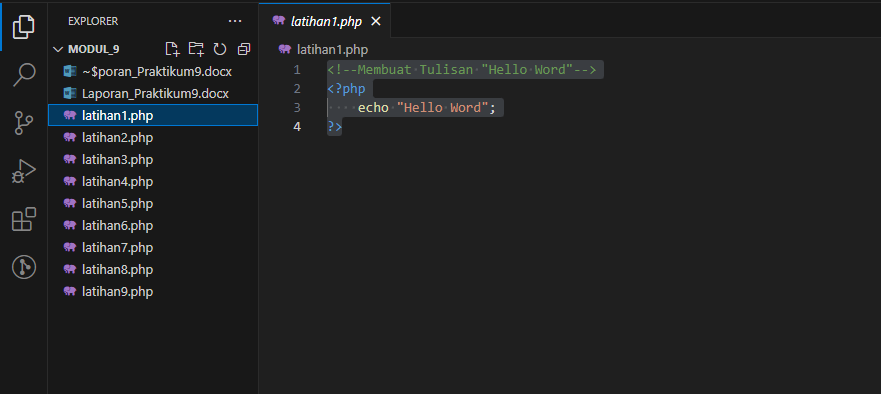 EXPLORER
MODUL_9
~$poran_Praktikum9.docx
Laporan_Praktikum9.docx
latihan1.php
latihan2.php
latihan3.php
latihan4.php
latihan5.php
latihan6.php
latihan7.php
latihan8.php
latihan9.php
latihan1.php
latihan1.php
1 <!--Membuat Tulisan "Hello Word"-->
2 <?php
3     echo "Hello Word";
4 ?>